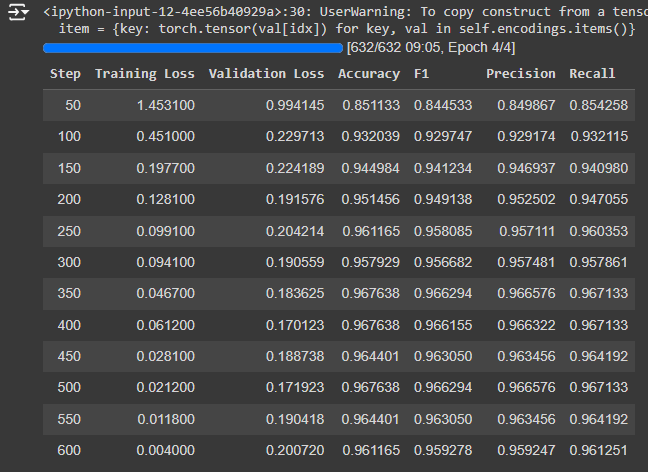 <ipython-input-12-4ee56b40929a>:30: UserWarning: To copy construct from a tenso
item = {key: torch.tensor(val[idx]) for key, val in self.encodings.items()}
[632/632 09:05, Epoch 4/4]
Step Training Loss Validation Loss Accuracy F1 Precision Recall
50 1.453100 0.994145 0.851133 0.844533 0.849867 0.854258
100 0.451000 0.229713 0.932039 0.929747 0.929174 0.932115
150 0.197700 0.224189 0.944984 0.941234 0.946937 0.940980
200 0.128100 0.191576 0.951456 0.949138 0.952502 0.947055
250 0.099100 0.204214 0.961165 0.958085 0.957111 0.960353
300 0.094100 0.190559 0.957929 0.956682 0.957481 0.957861
350 0.046700 0.183625 0.967638 0.966294 0.966576 0.967133
400 0.061200 0.170123 0.967638 0.966155 0.966322 0.967133
450 0.028100 0.188738 0.964401 0.963050 0.963456 0.964192
500 0.021200 0.171923 0.967638 0.966294 0.966576 0.967133
550 0.011800 0.190418 0.964401 0.963050 0.963456 0.964192
600 0.004000 0.200720 0.961165 0.959278 0.959247 0.961251